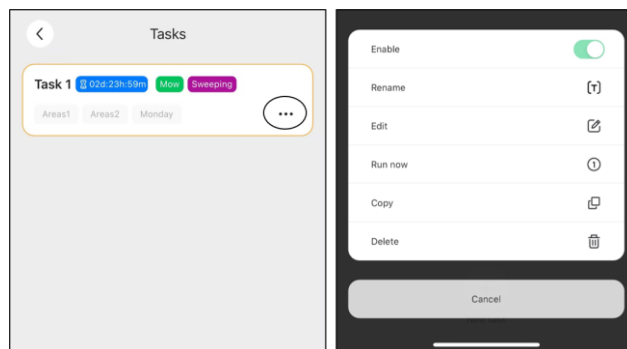 Tasks
Task 1 02d:23h:59m Mow Sweeping
Areas1 Areas2 Monday
Enable
Rename
Edit
Run now
Copy
Delete
Cancel